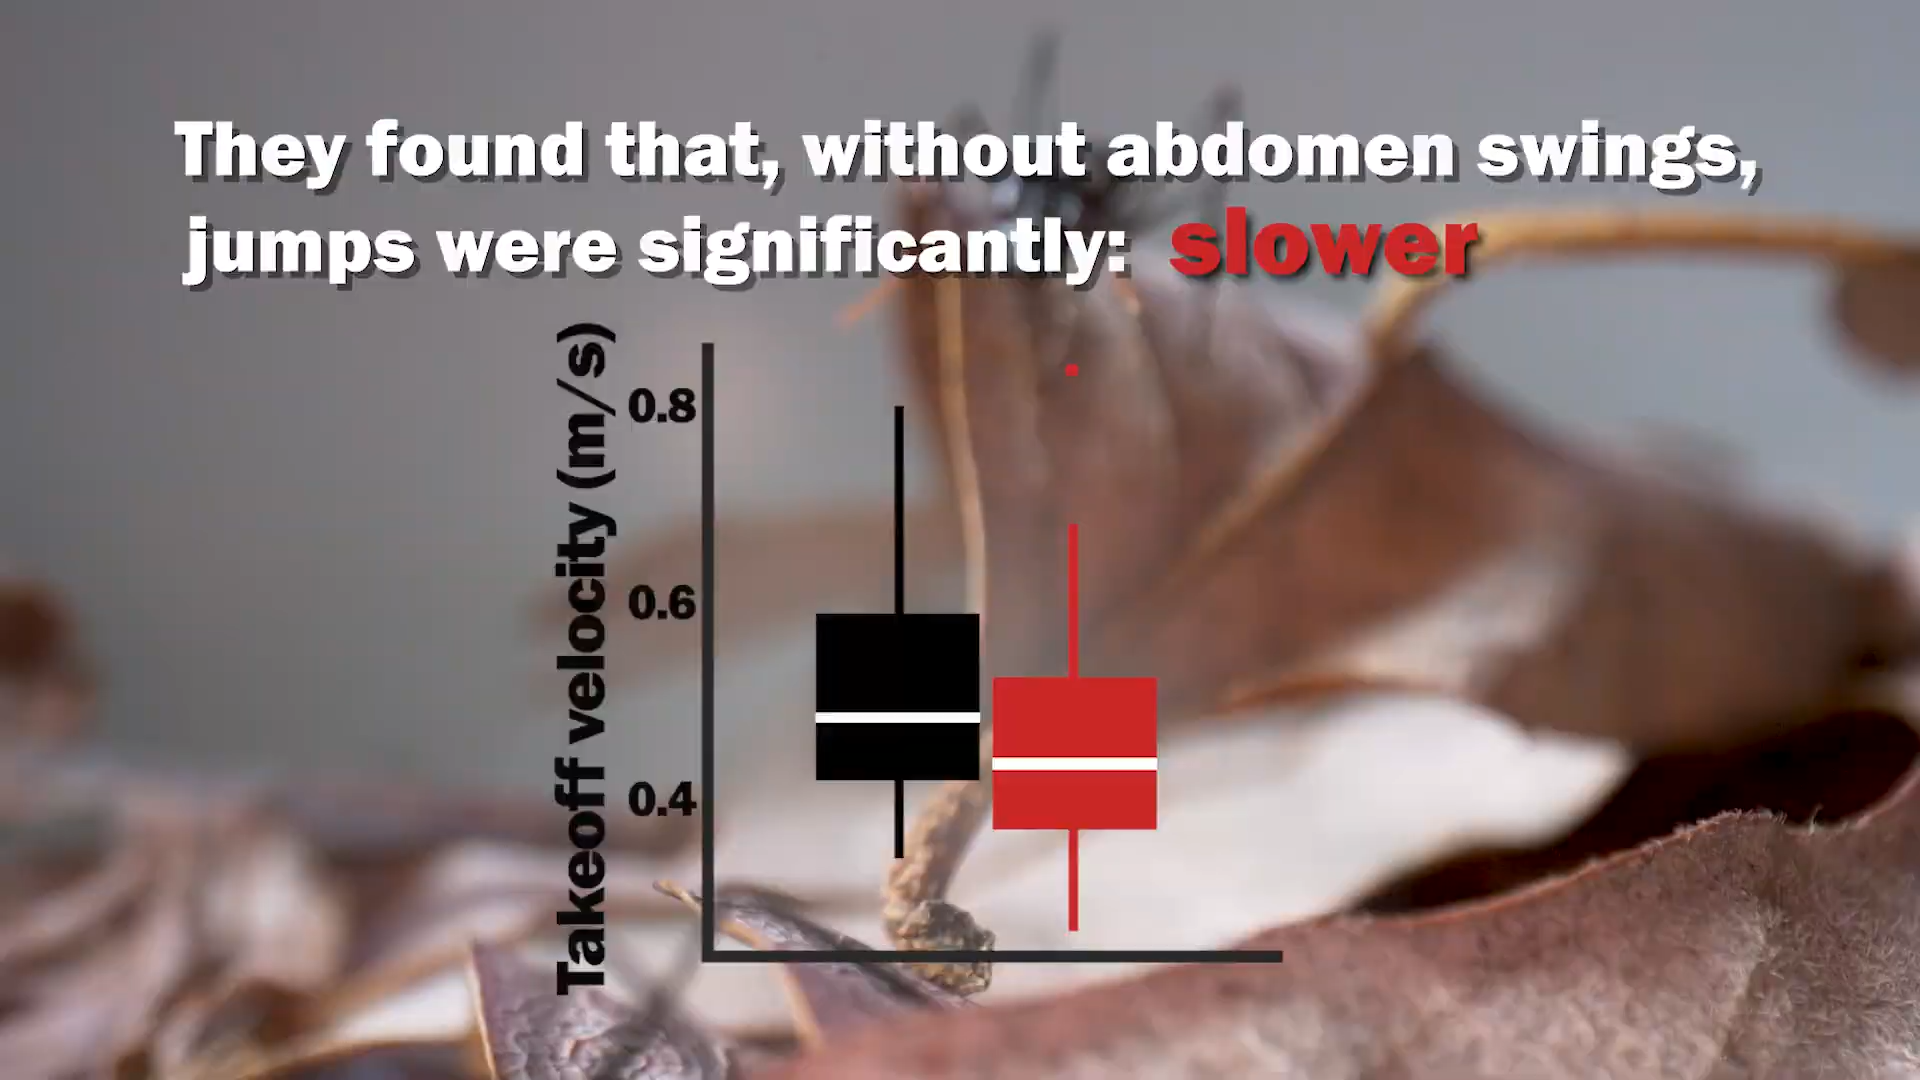 They found that, without abdomen swings,
jumps were significantly: slower
Takeoff velocity (m/s)
0.8
0.6
0.4